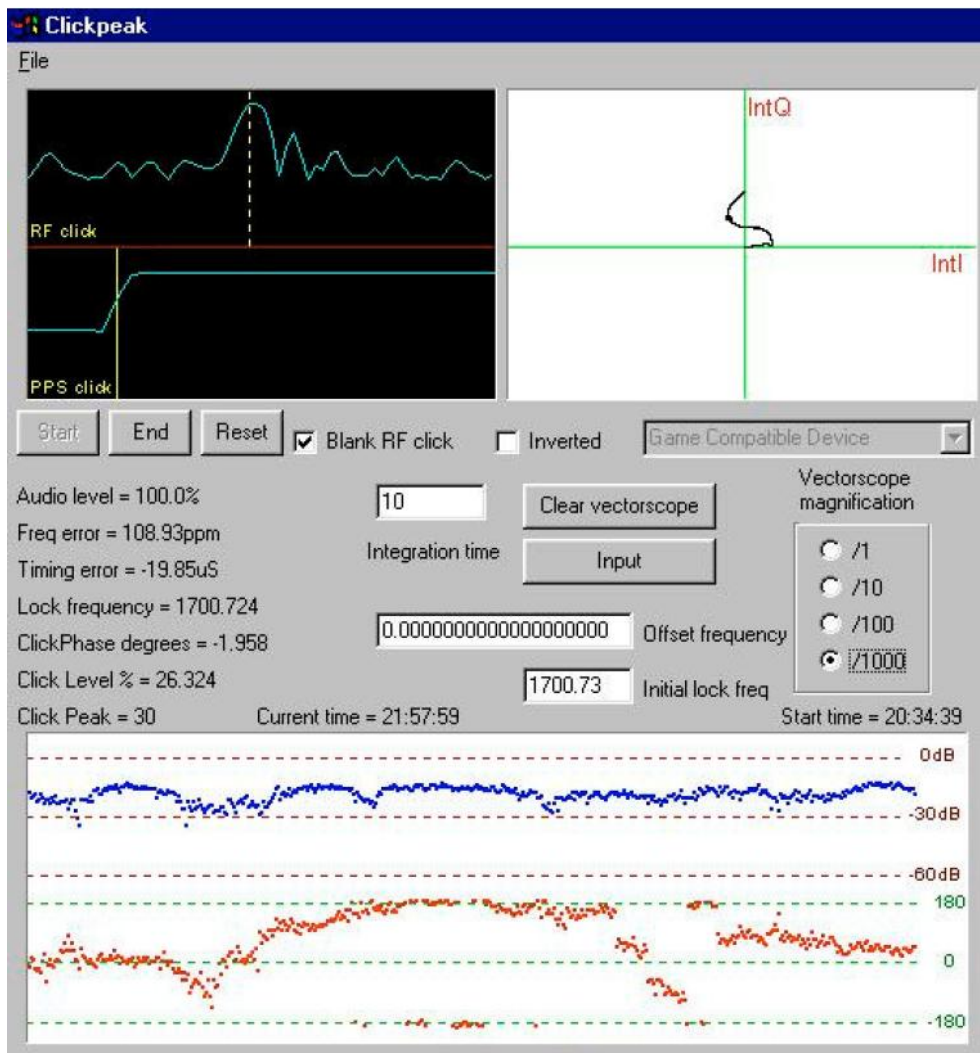 Clickpeak
File
RF click
PPS click
IntQ
IntI
Start
End
Reset
Blank RF click
Inverted
Game Compatible Device
Audio level = 100.0%
Freq error = 108.93ppm
Timing error = -19.85uS
Lock frequency = 1700.724
ClickPhase degrees = -1.958
Click Level % = 26.324
Click Peak = 30
10
Integration time
Clear vectorscope
Input
0.0000000000000000000
Offset frequency
1700.73
Initial lock freq
Vectorscope
magnification
/1
/10
/100
/1000
Current time = 21:57:59
Start time = 20:34:39
0dB
-30dB
-60dB
180
0
-180